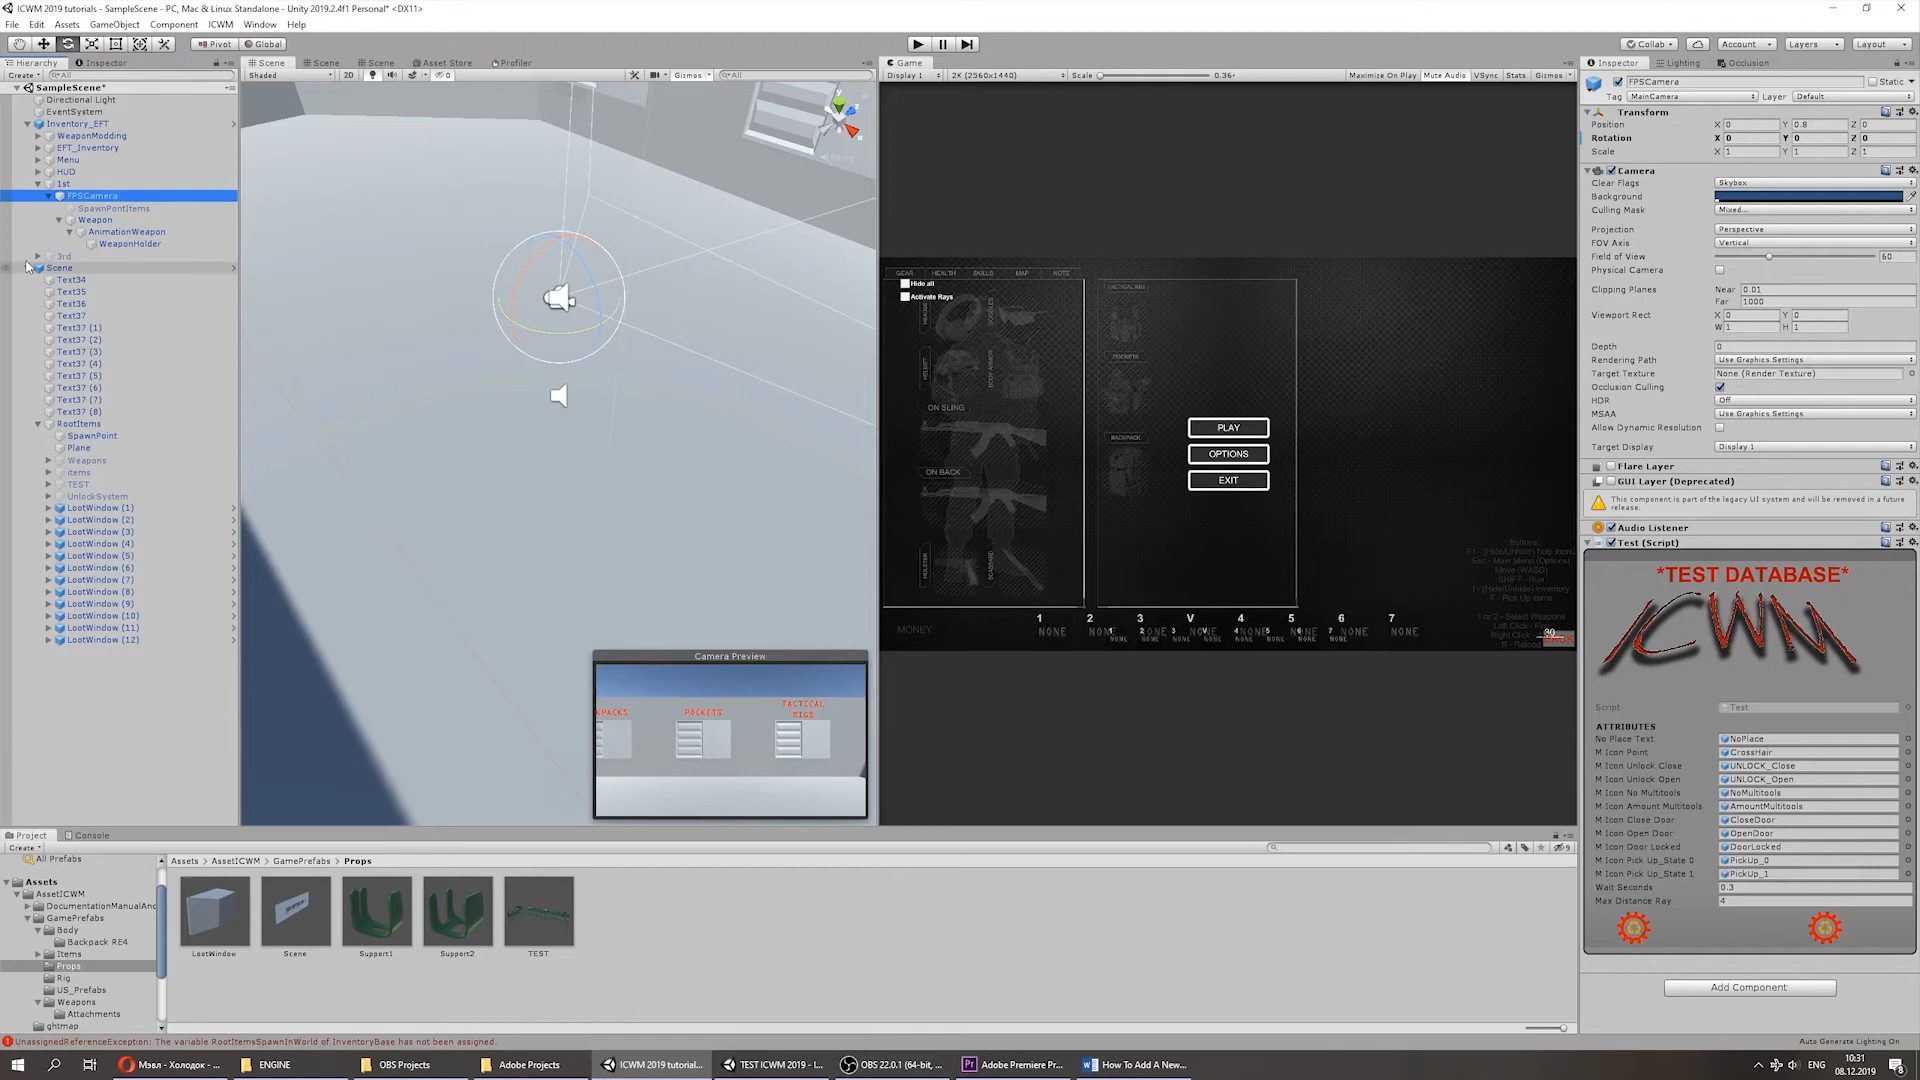 ICWM 2019 tutorials - SampleScene - PC, Mac & Linux Standalone - Unity 2019.2.4f1 Personal* <DX11>
File Edit Assets GameObject Component ICWM Window Help
Pivot Global
Collab Account Layers Layout
Hierarchy Inspector
Create All
SampleScene*
Directional Light
EventSystem
Inventory_EFT
WeaponModding
EFT_Inventory
Menu
HUD
1st
FPSCamera
SpawnPontItems
Weapon
AnimationWeapon
WeaponHolder
3rd
Scene
Text34
Text35
Text36
Text37
Text37 (1)
Text37 (2)
Text37 (3)
Text37 (4)
Text37 (5)
Text37 (6)
Text37 (7)
Text37 (8)
RootItems
SpawnPoint
Plane
Weapons
items
TEST
UnlockSystem
LootWindow (1)
LootWindow (2)
LootWindow (3)
LootWindow (4)
LootWindow (5)
LootWindow (6)
LootWindow (7)
LootWindow (8)
LootWindow (9)
LootWindow (10)
LootWindow (11)
LootWindow (12)
Scene Scene Scene Asset Store Profiler
Shaded 2D Gizmos All
Persp
Camera Preview
POCKETS
TACTICAL
RIGS
Game
Display 1 2K (2560x1440) Scale 0.36x Maximize On Play Mute Audio VSync Stats Gizmos
GEAR HEALTH SKILLS MAP NOTE
Hide all
Activate Rays
TACTICAL RIG
GOGGLES
HELMET
BODY ARMOR
POCKETS
ON SLING
BACKPACK
ON BACK
HOLSTER
SCABBARD
PLAY
OPTIONS
EXIT
Buttons:
F1 - (Hide/Unhide) help menu
Esc - Main Menu (Options)
Move (WASD)
SHIFT - Run
I - (Hide/Unhide) Inventory
F - Pick Up items
1 or 2 - Select Weapons
Left Click - Fire
R - Reload
MONEY:
1 2 3 V 4 5 6 7
NONE NONE NONE NONE NONE NONE NONE NONE
30
Inspector Lighting Occlusion
FPSCamera Static
Tag MainCamera Layer Default
Transform
Position X 0 Y 0.8 Z 0
Rotation X 0 Y 0 Z 0
Scale X 1 Y 1 Z 1
Camera
Clear Flags Skybox
Background
Culling Mask Mixed...
Projection Perspective
FOV Axis Vertical
Field of View 60
Physical Camera
Clipping Planes Near 0.01
Far 1000
Viewport Rect X 0 Y 0
W 1 H 1
Depth 0
Rendering Path Use Graphics Settings
Target Texture None (Render Texture)
Occlusion Culling
HDR Off
MSAA Use Graphics Settings
Allow Dynamic Resolution
Target Display Display 1
Flare Layer
GUI Layer (Deprecated)
This component is part of the legacy UI system and will be removed in a future
release.
Audio Listener
Test (Script)
*TEST DATABASE*
ICWM
Script Test
ATTRIBUTES
No Place Text NoPlace
M Icon Point CrossHair
M Icon Unlock Close UNLOCK_Close
M Icon Unlock Open UNLOCK_Open
M Icon No Multitools NoMultitools
M Icon Amount Multitools AmountMultitools
M Icon Close Door CloseDoor
M Icon Open Door OpenDoor
M Icon Door Locked DoorLocked
M Icon Pick Up_State 0 PickUp_0
M Icon Pick Up_State 1 PickUp_1
Wait Seconds 0.3
Max Distance Ray 4
Add Component
Project Console
Create
All Prefabs
Assets
AssetICWM
DocumentationManualAnd
GamePrefabs
Body
Backpack RE4
Items
Props
Rig
US_Prefabs
Weapons
Attachments
ghtmap
Assets > AssetICWM > GamePrefabs > Props
LootWindow Scene Support1 Support2 TEST
UnassignedReferenceException: The variable RootItemsSpawnInWorld of InventoryBase has not been assigned.
Auto Generate Lighting On
Мэвл - Холодок - ... ENGINE OBS Projects Adobe Projects ICWM 2019 tutorial... TEST ICWM 2019 - I... OBS 22.0.1 (64-bit, ... Adobe Premiere Pr... How To Add A New...
ENG
10:31
08.12.2019